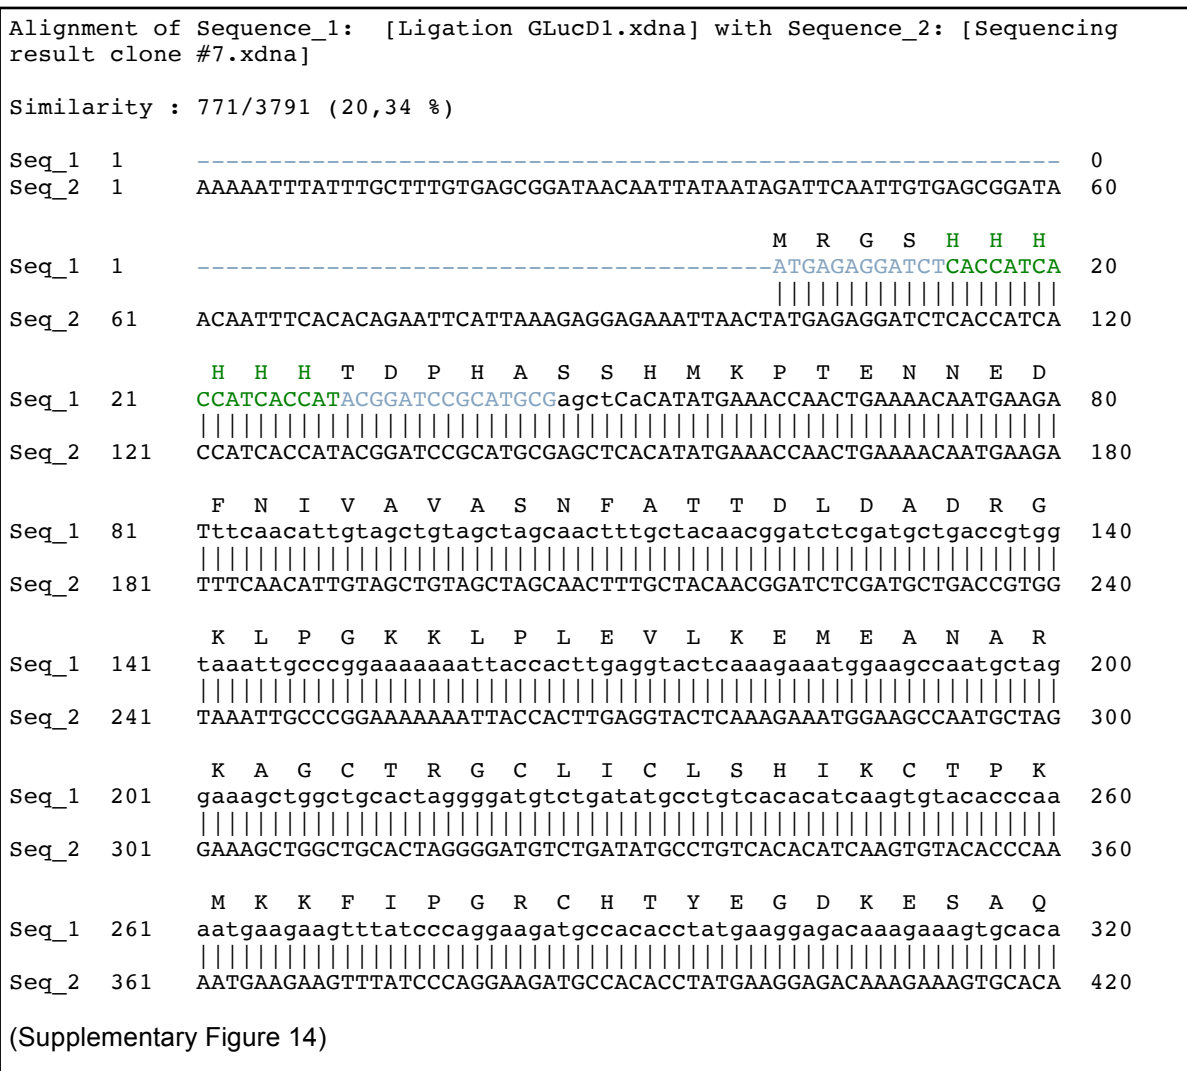 Alignment of Sequence_1:  [Ligation GLucD1.xdna] with Sequence_2: [Sequencing
result clone #7.xdna]
Similarity : 771/3791 (20,34 %)
Seq_1  1  ------------------------------------------------------------  0
Seq_2  1  AAAAATTTATTTGCTTTGTGAGCGGATAACAATTATAATAGATTCAATTGTGAGCGGATA  60
M  R  G  S  H  H  H
Seq_1  1  ----------------------------------------ATGAGAGGATCTCACCATCA  20
||||||||||||||||||||
Seq_2  61  ACAATTTCACACAGAATTCATTAAAGAGGAGAAATTAACTATGAGAGGATCTCACCATCA  120
H  H  H  T  D  P  H  A  S  S  H  M  K  P  T  E  N  N  E  D
Seq_1  21  CCATCACCATACGGATCCGCATGCGagctCaCATATGAAACCAACTGAAAACAATGAAGA  80
||||||||||||||||||||||||||||||||||||||||||||||||||||||||||||
Seq_2  121  CCATCACCATACGGATCCGCATGCGAGCTCACATATGAAACCAACTGAAAACAATGAAGA  180
F  N  I  V  A  V  A  S  N  F  A  T  T  D  L  D  A  D  R  G
Seq_1  81  Tttcaacattgtagctgtagctagcaactttgctacaacggatctcgatgctgaccgtgg  140
||||||||||||||||||||||||||||||||||||||||||||||||||||||||||||
Seq_2  181  TTTCAACATTGTAGCTGTAGCTAGCAACTTTGCTACAACGGATCTCGATGCTGACCGTGG  240
K  L  P  G  K  K  L  P  L  E  V  L  K  E  M  E  A  N  A  R
Seq_1  141  taaattgcccggaaaaaaattaccacttgaggtactcaaagaaatggaagccaatgctag  200
||||||||||||||||||||||||||||||||||||||||||||||||||||||||||||
Seq_2  241  TAAATTGCCCGGAAAAAAATTACCACTTGAGGTACTCAAAGAAATGGAAGCCAATGCTAG  300
K  A  G  C  T  R  G  C  L  I  C  L  S  H  I  K  C  T  P  K
Seq_1  201  gaaagctggctgcactaggggatgtctgatatgcctgtcacacatcaagtgtacacccaa  260
||||||||||||||||||||||||||||||||||||||||||||||||||||||||||||
Seq_2  301  GAAAGCTGGCTGCACTAGGGGATGTCTGATATGCCTGTCACACATCAAGTGTACACCCAA  360
M  K  K  F  I  P  G  R  C  H  T  Y  E  G  D  K  E  S  A  Q
Seq_1  261  aatgaagaagtttatcccaggaagatgccacacctatgaaggagacaaagaaagtgcaca  320
||||||||||||||||||||||||||||||||||||||||||||||||||||||||||||
Seq_2  361  AATGAAGAAGTTTATCCCAGGAAGATGCCACACCTATGAAGGAGACAAAGAAAGTGCACA  420
(Supplementary Figure 14)